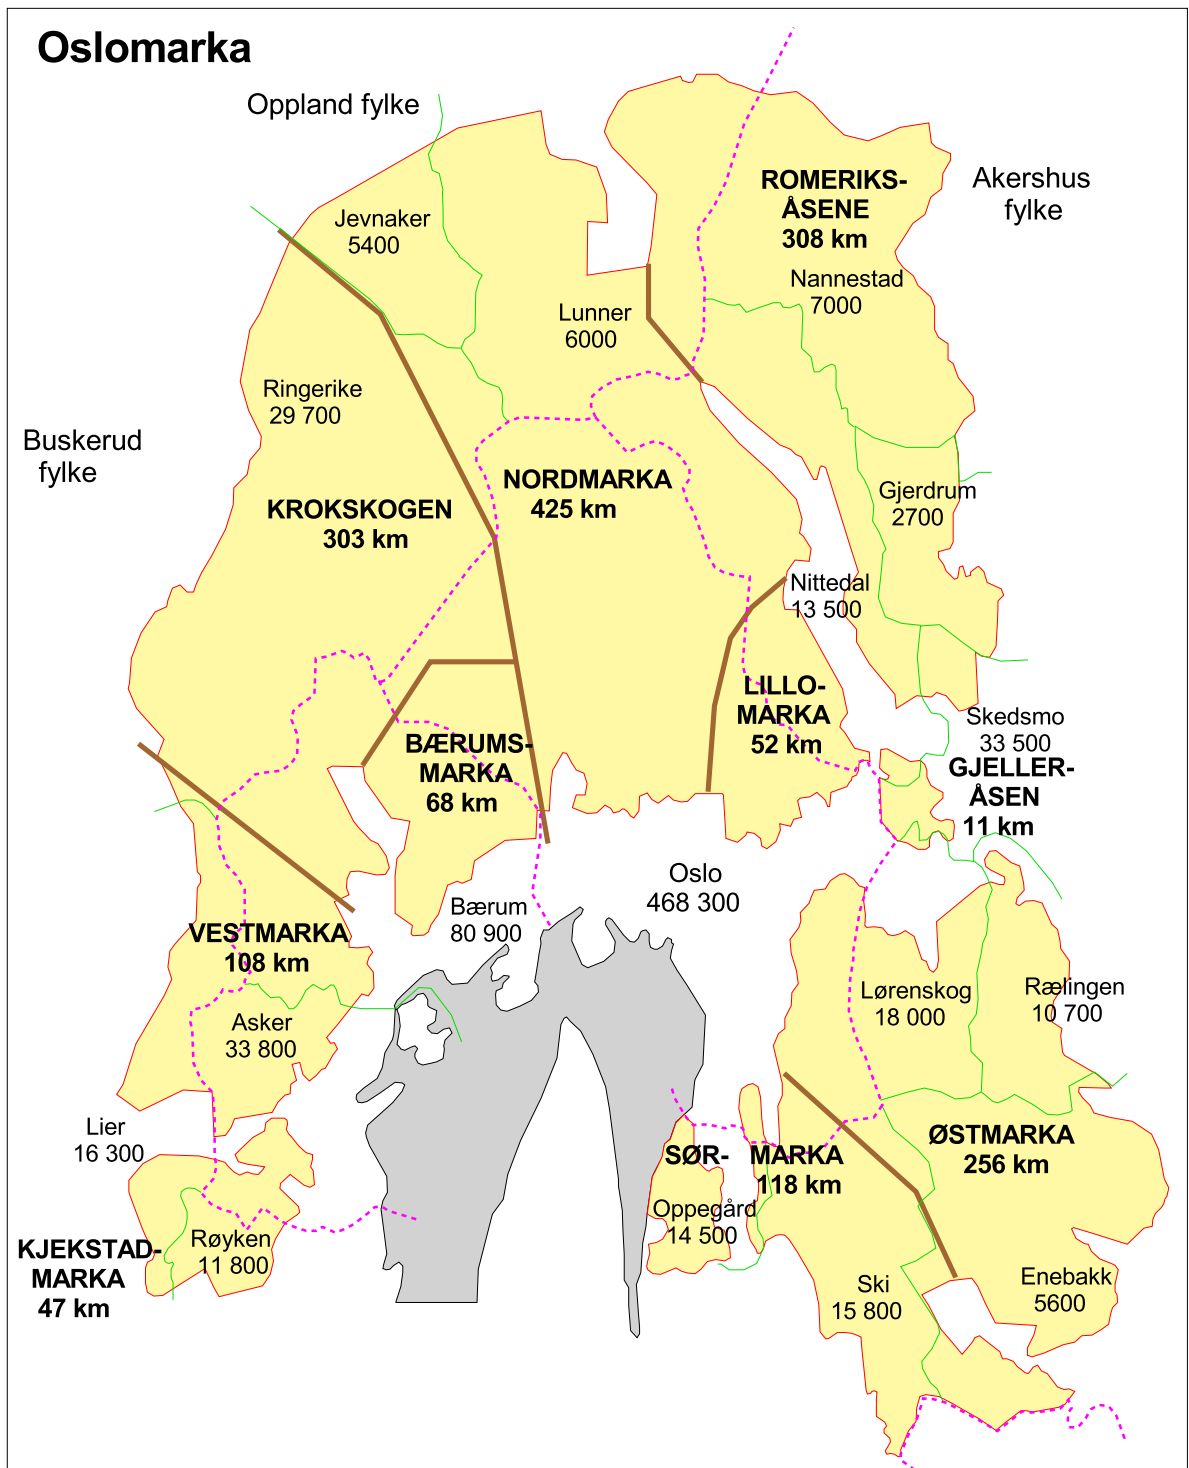 Oslomarka
Oppland fylke
ROMERIKS-
ÅSENE
308 km
Akershus
fylke
Jevnaker
5400
Nannestad
7000
Lunner
6000
Ringerike
29 700
Buskerud
fylke
NORDMARKA
425 km
KROKSKOGEN
303 km
Gjerdrum
2700
Nittedal
13 500
LILLO-
MARKA
52 km
Skedsmo
33 500
BÆRUMS-
MARKA
68 km
GJELLER-
ÅSEN
11 km
Oslo
468 300
Bærum
80 900
VESTMARKA
108 km
Lørenskog
18 000
Rælingen
10 700
Asker
33 800
Lier
16 300
ØSTMARKA
256 km
SØR- MARKA
118 km
Oppegård
14 500
Røyken
11 800
KJEKSTAD-
MARKA
47 km
Ski
15 800
Enebakk
5600